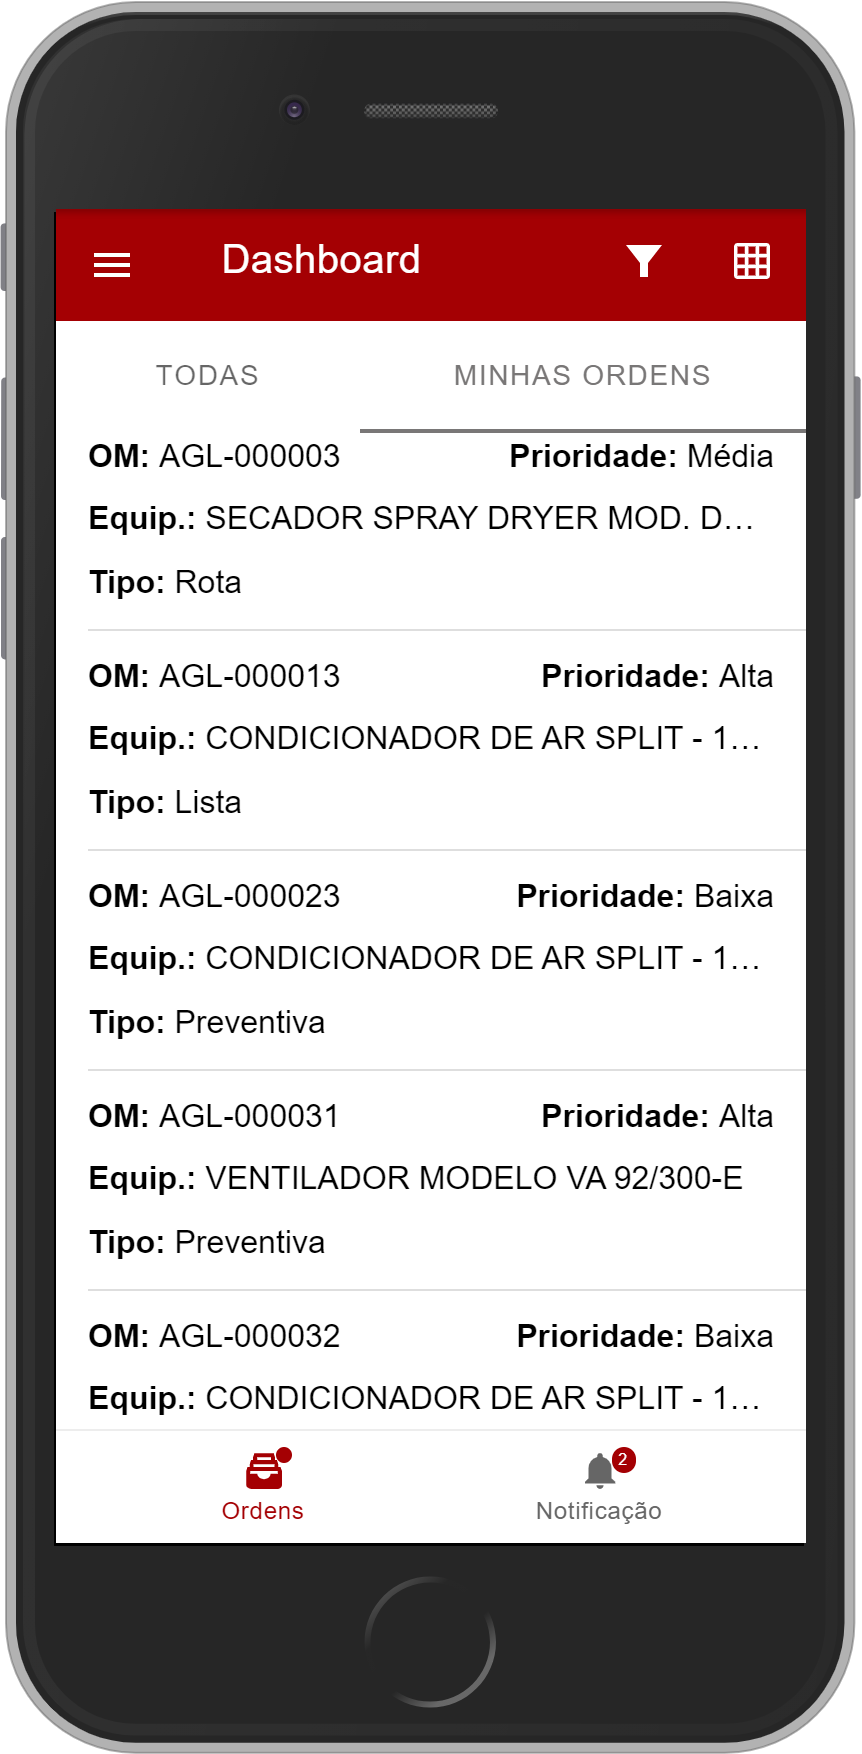 Dashboard
TODAS MINHAS ORDENS
OM: AGL-000003 Prioridade: Média
Equip.: SECADOR SPRAY DRYER MOD. D...
Tipo: Rota
OM: AGL-000013 Prioridade: Alta
Equip.: CONDICIONADOR DE AR SPLIT - 1...
Tipo: Lista
OM: AGL-000023 Prioridade: Baixa
Equip.: CONDICIONADOR DE AR SPLIT - 1...
Tipo: Preventiva
OM: AGL-000031 Prioridade: Alta
Equip.: VENTILADOR MODELO VA 92/300-E
Tipo: Preventiva
OM: AGL-000032 Prioridade: Baixa
Equip.: CONDICIONADOR DE AR SPLIT - 1...
2
Ordens Notificação